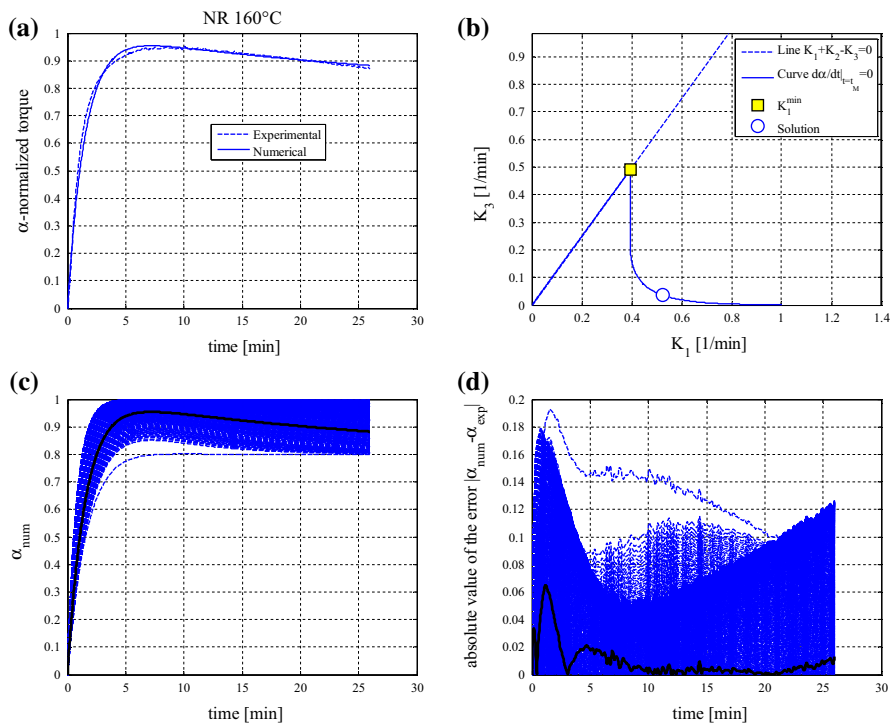 (a)
NR 160°C
1
0.9
0.8
0.7
0.6
0.5
0.4
0.3
0.2
0.1
0
α-normalized torque
Experimental
Numerical
0 5 10 15 20 25 30
time [min]
(b)
0.9
0.8
0.7
0.6
0.5
0.4
0.3
0.2
0.1
0
K3 [1/min]
Line K1+K2-K3=0
Curve dα/dt|t=tM=0
K1min
Solution
0 0.2 0.4 0.6 0.8 1 1.2 1.4
K1 [1/min]
(c)
1
0.9
0.8
0.7
0.6
0.5
0.4
0.3
0.2
0.1
0
αnum
0 5 10 15 20 25 30
time [min]
(d)
0.2
0.18
0.16
0.14
0.12
0.1
0.08
0.06
0.04
0.02
0
absolute value of the error |αnum-αexp|
0 5 10 15 20 25 30
time [min]